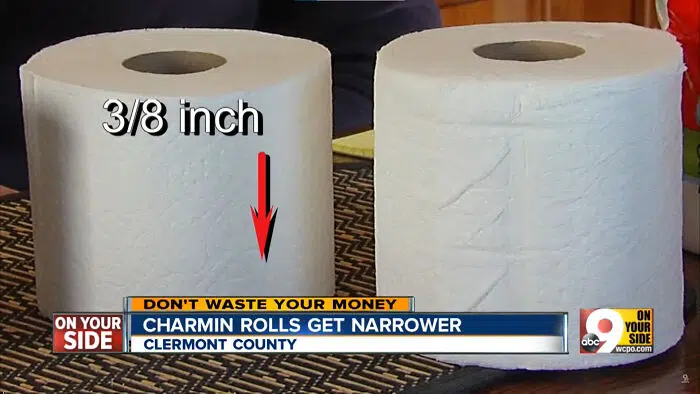 3/8 inch
DON'T WASTE YOUR MONEY
ON YOUR
SIDE
CHARMIN ROLLS GET NARROWER
CLERMONT COUNTY
abc 9
ON
YOUR
SIDE
wcpo.com
9